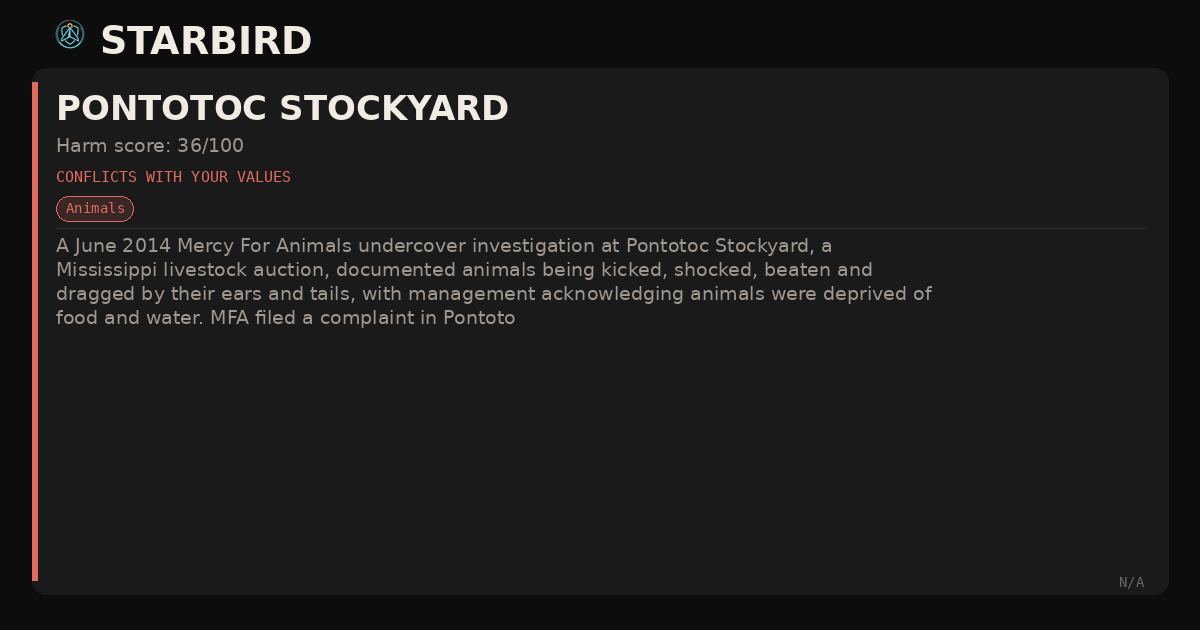 STARBIRD
PONTOTOC STOCKYARD
Harm score: 36/100
CONFLICTS WITH YOUR VALUES
Animals
A June 2014 Mercy For Animals undercover investigation at Pontotoc Stockyard, a
Mississippi livestock auction, documented animals being kicked, shocked, beaten and
dragged by their ears and tails, with management acknowledging animals were deprived of
food and water. MFA filed a complaint in Pontoto
N/A